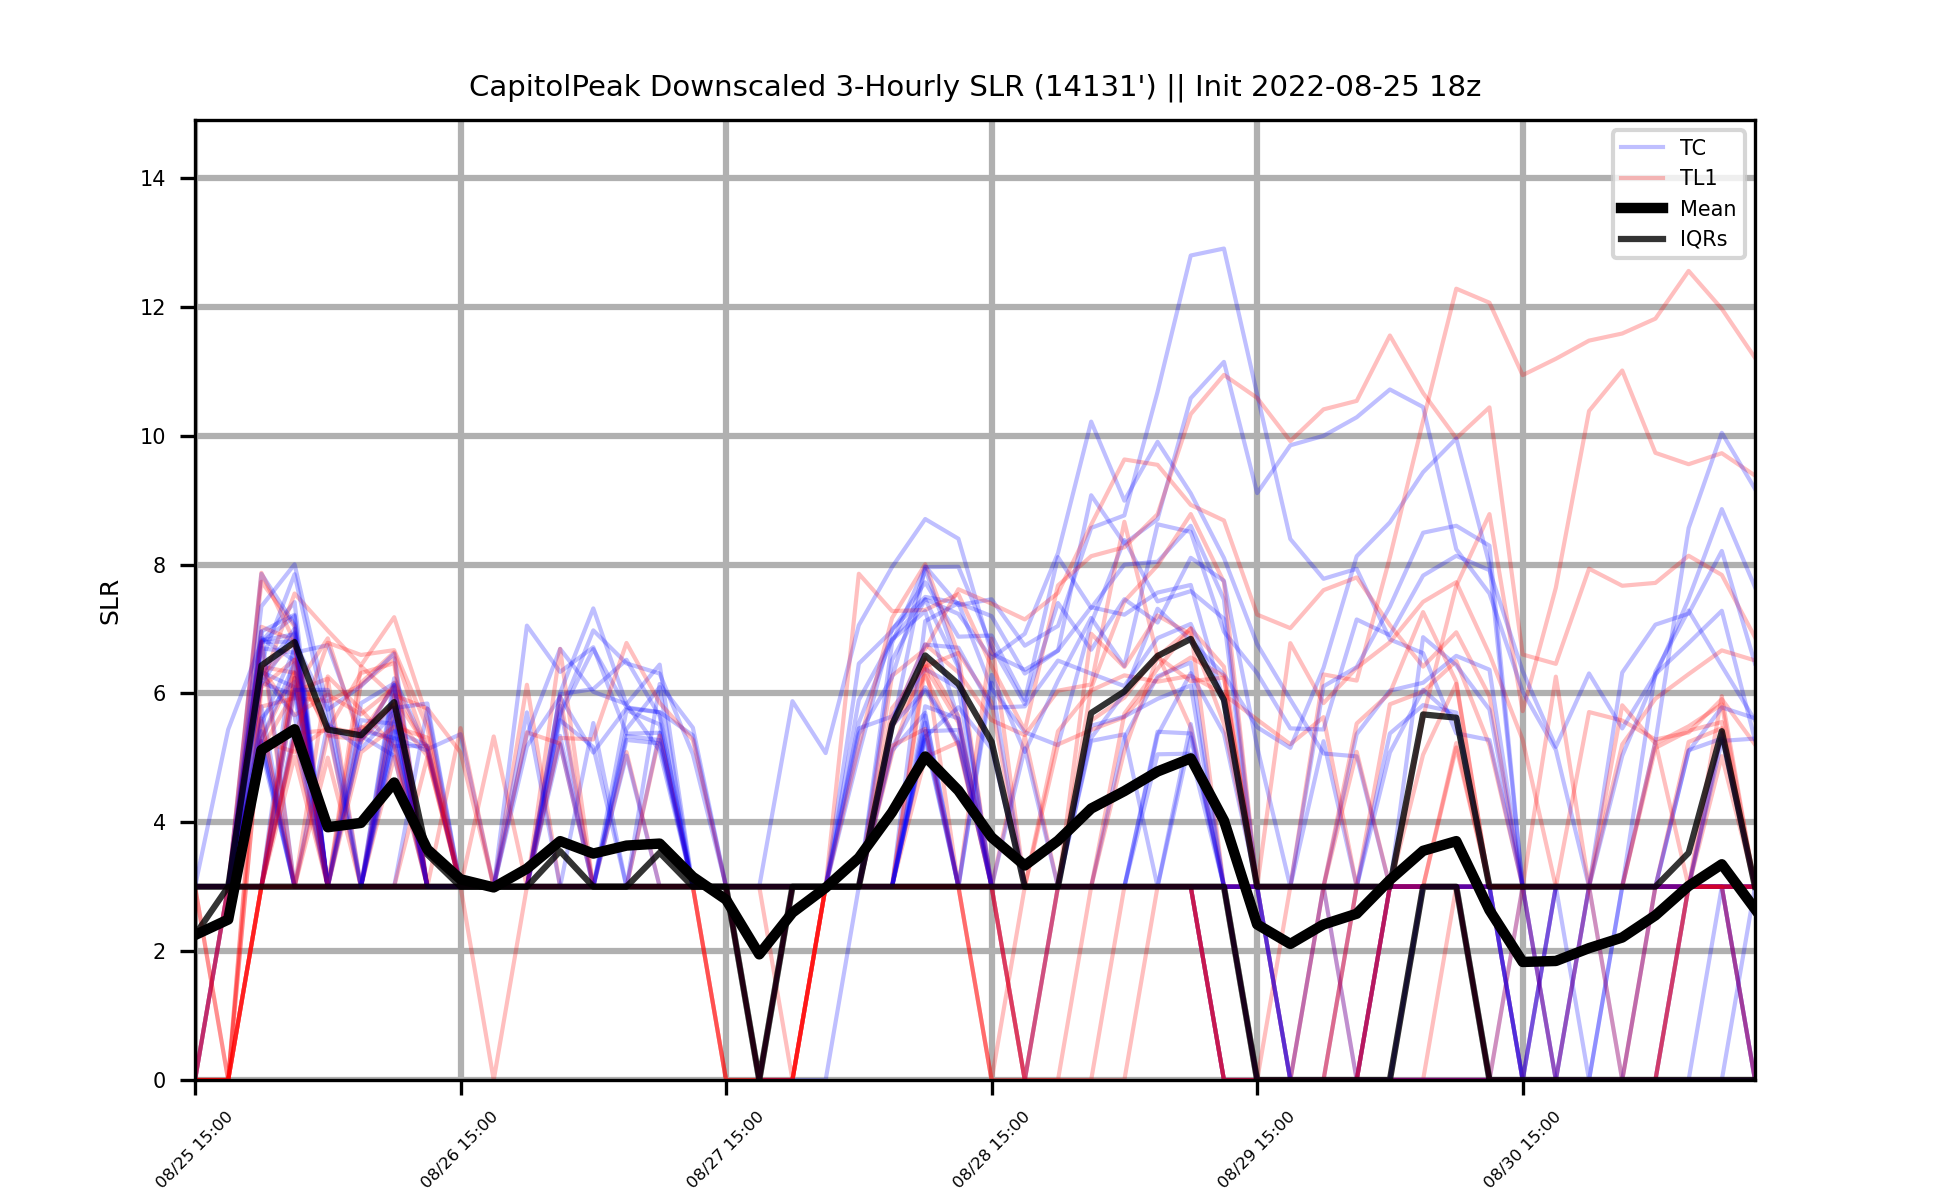 CapitolPeak Downscaled 3-Hourly SLR (14131') || Init 2022-08-25 18z
TC
TL1
Mean
IQRs
SLR
14
12
10
8
6
4
2
0
08/25 15:00
08/26 15:00
08/27 15:00
08/28 15:00
08/29 15:00
08/30 15:00